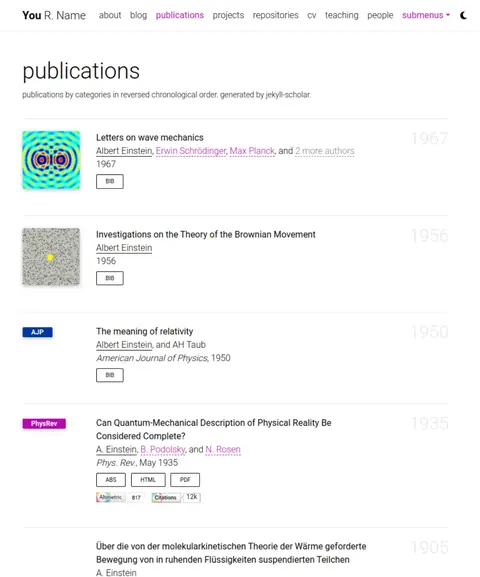 You R. Name about blog publications projects repositories cv teaching people submenus
publications
publications by categories in reversed chronological order. generated by jekyll-scholar.
1967
Letters on wave mechanics
Albert Einstein, Erwin Schrödinger, Max Planck, and 2 more authors
1967
BIB
1956
Investigations on the Theory of the Brownian Movement
Albert Einstein
1956
BIB
1950
AJP
The meaning of relativity
Albert Einstein, and AH Taub
American Journal of Physics, 1950
BIB
1935
PhysRev
Can Quantum-Mechanical Description of Physical Reality Be
Considered Complete?
A. Einstein, B. Podolsky, and N. Rosen
Phys. Rev., May 1935
ABS HTML PDF
Altmetric 817 Citations 12k
1905
Über die von der molekularkinetischen Theorie der Wärme geforderte
Bewegung von in ruhenden Flüssigkeiten suspendierten Teilchen
A. Einstein